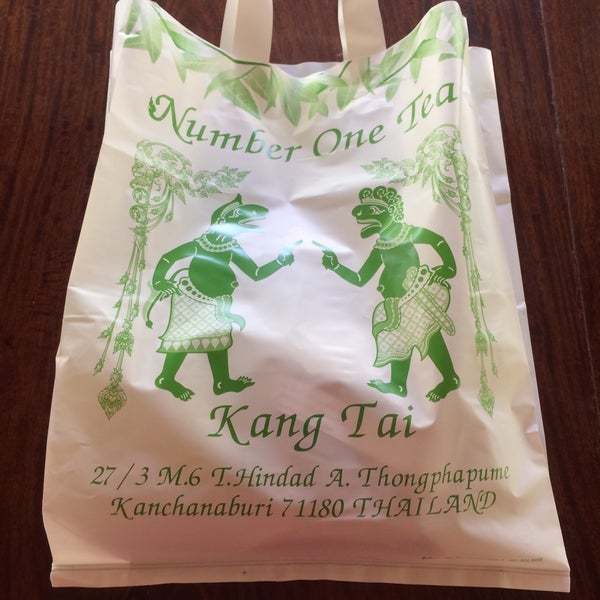 Number One Tea
Kang Tai
27 / 3 M.6 T.Hindad A. Thongphapume
Kanchanaburi 71180 THAILAND